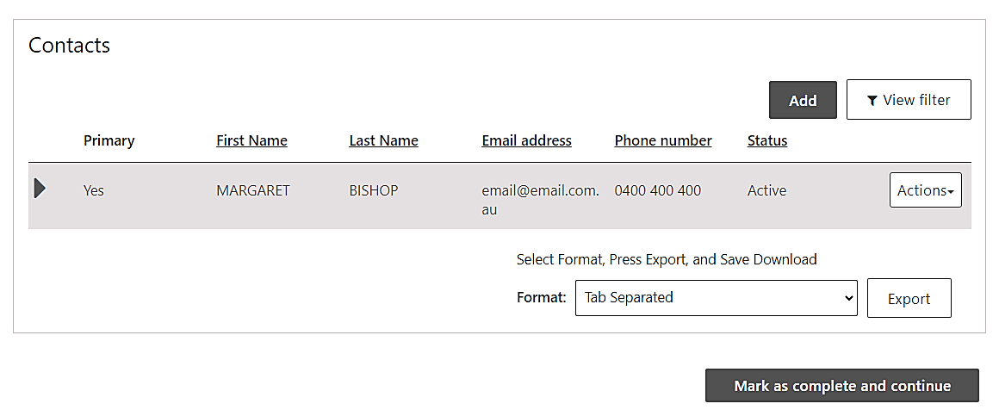 Contacts
Add View filter
Primary First Name Last Name Email address Phone number Status
Yes MARGARET BISHOP email@email.com. 0400 400 400 Active Actions
au
Select Format, Press Export, and Save Download
Format: Tab Separated Export
Mark as complete and continue